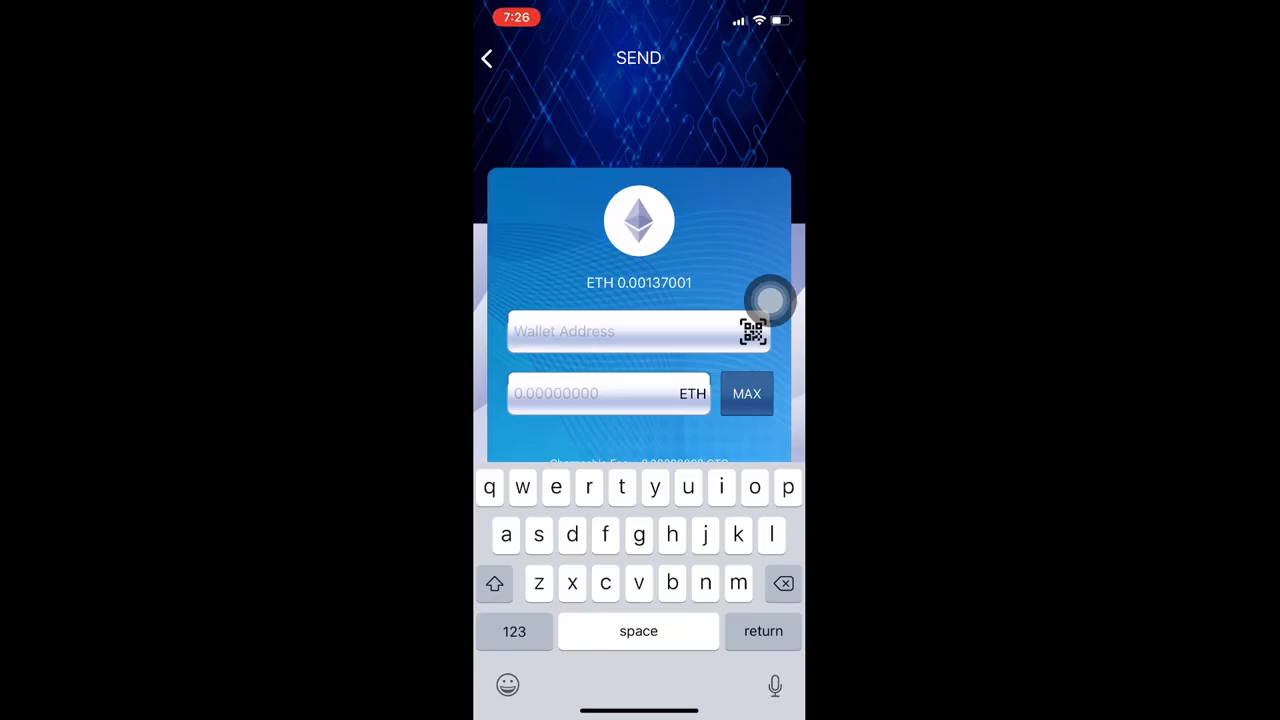 7:26
SEND
ETH 0.00137001
Wallet Address
0.00000000 ETH MAX
q w e r t y u i o p
a s d f g h j k l
z x c v b n m
123 space return